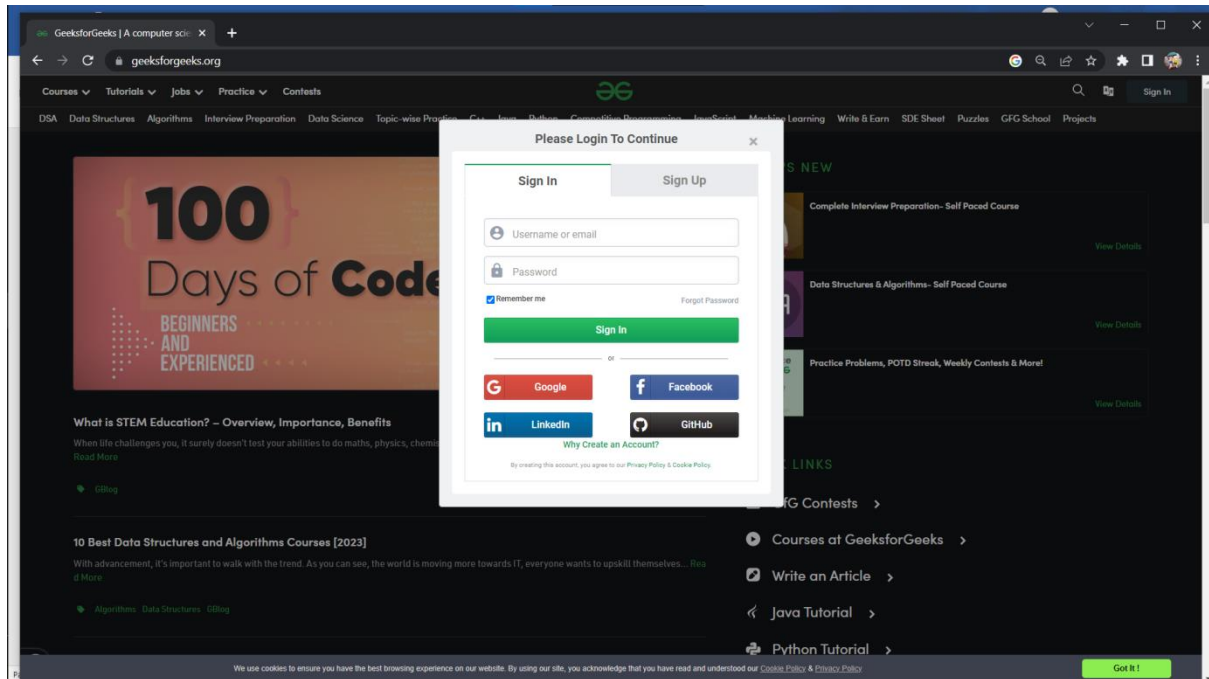 GeeksforGeeks | A computer scie
geeksforgeeks.org
Courses Tutorials Jobs Practice Contests Sign In
DSA Data Structures Algorithms Interview Preparation Data Science Topic-wise Practice C++ Java Python Competitive Programming JavaScript Machine Learning Write & Earn SDE Sheet Puzzles GFG School Projects
Please Login To Continue
Sign In Sign Up
Username or email
Password
Remember me Forgot Password
Sign In
or
Google Facebook
LinkedIn GitHub
Why Create an Account?
By creating this account, you agree to our Privacy Policy & Cookie Policy.
100
Days of Code
BEGINNERS
AND
EXPERIENCED
What is STEM Education? – Overview, Importance, Benefits
When life challenges you, it surely doesn't test your abilities to do maths, physics, chemis
Read More
GBlog
10 Best Data Structures and Algorithms Courses [2023]
With advancement, it's important to walk with the trend. As you can see, the world is moving more towards IT, everyone wants to upskill themselves... Rea
d More
Algorithms Data Structures GBlog
'S NEW
Complete Interview Preparation- Self Paced Course
View Details
Data Structures & Algorithms- Self Paced Course
View Details
Practice Problems, POTD Streak, Weekly Contests & More!
View Details
LINKS
GfG Contests
Courses at GeeksforGeeks
Write an Article
Java Tutorial
Python Tutorial
We use cookies to ensure you have the best browsing experience on our website. By using our site, you acknowledge that you have read and understood our Cookie Policy & Privacy Policy
Got It !